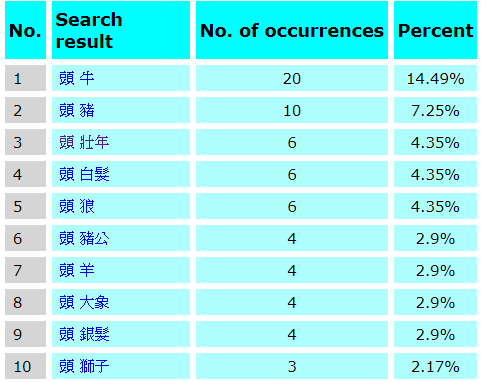 No. Search result No. of occurrences Percent
1 頭 牛 20 14.49%
2 頭 豬 10 7.25%
3 頭 壯年 6 4.35%
4 頭 白髮 6 4.35%
5 頭 狼 6 4.35%
6 頭 豬公 4 2.9%
7 頭 羊 4 2.9%
8 頭 大象 4 2.9%
9 頭 銀髮 4 2.9%
10 頭 獅子 3 2.17%